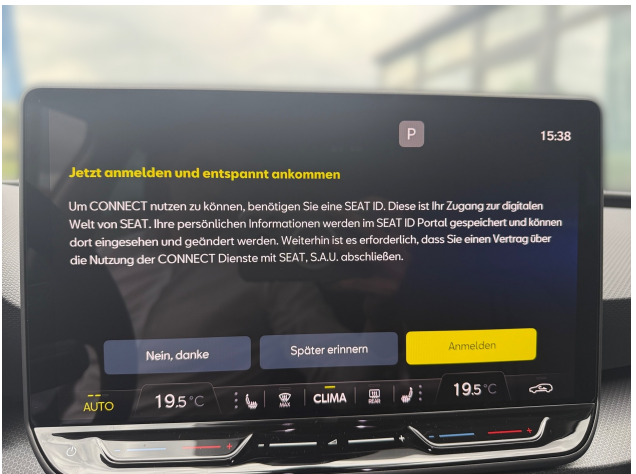 P
15:38
Jetzt anmelden und entspannt ankommen
Um CONNECT nutzen zu können, benötigen Sie eine SEAT ID. Diese ist Ihr Zugang zur digitalen
Welt von SEAT. Ihre persönlichen Informationen werden im SEAT ID Portal gespeichert und können
dort eingesehen und geändert werden. Weiterhin ist es erforderlich, dass Sie einen Vertrag über
die Nutzung der CONNECT Dienste mit SEAT, S.A.U. abschließen.
Nein, danke
Später erinnern
Anmelden
AUTO
19.5 °C
MAX
CLIMA
REAR
19.5 °C
- +
- +
- +